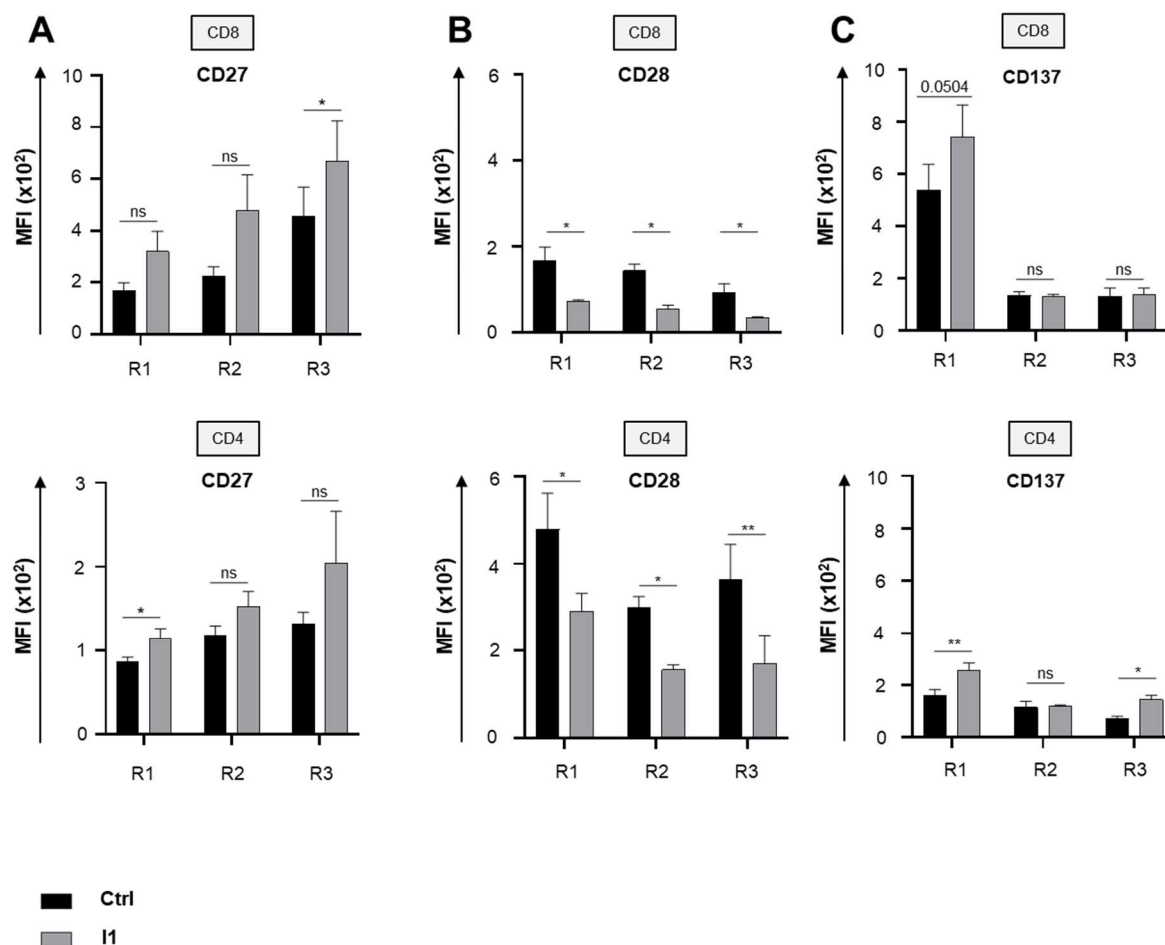 A
CD8
CD27
MFI (x10²)
10
8
6
4
2
0
ns
ns
*
R1
R2
R3
B
CD8
CD28
MFI (x10²)
6
4
2
0
*
*
*
R1
R2
R3
C
CD8
CD137
MFI (x10²)
10
8
6
4
2
0
0.0504
ns
ns
R1
R2
R3
CD4
CD27
MFI (x10²)
3
2
1
0
*
ns
ns
R1
R2
R3
CD4
CD28
MFI (x10²)
6
4
2
0
*
*
**
R1
R2
R3
CD4
CD137
MFI (x10²)
10
8
6
4
2
0
**
ns
*
R1
R2
R3
Ctrl
I1